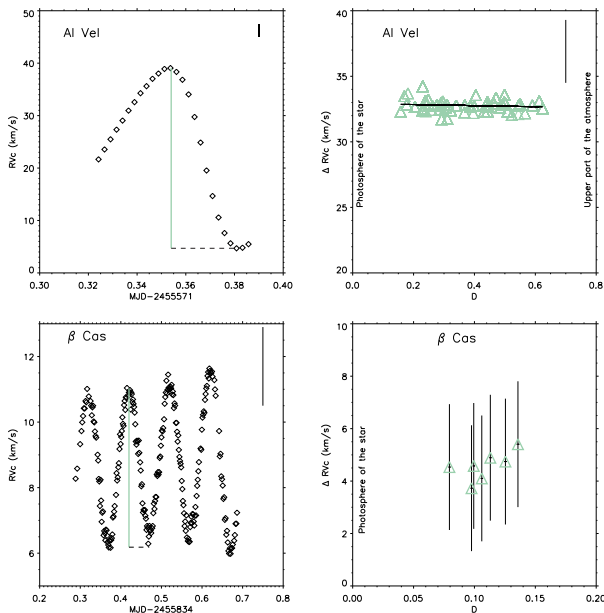 AI Vel
50
40
30
20
10
0
RVc (km/s)
0.30 0.32 0.34 0.36 0.38 0.40
MJD-2455571
AI Vel
40
35
30
25
20
Δ RVc (km/s)
Photosphere of the star
Upper part of the atmosphere
0.0 0.2 0.4 0.6 0.8
D
β Cas
12
10
8
6
RVc (km/s)
0.2 0.3 0.4 0.5 0.6 0.7 0.8
MJD-2455834
β Cas
10
8
6
4
2
0
Δ RVc (km/s)
Photosphere of the star
0.00 0.05 0.10 0.15 0.20
D